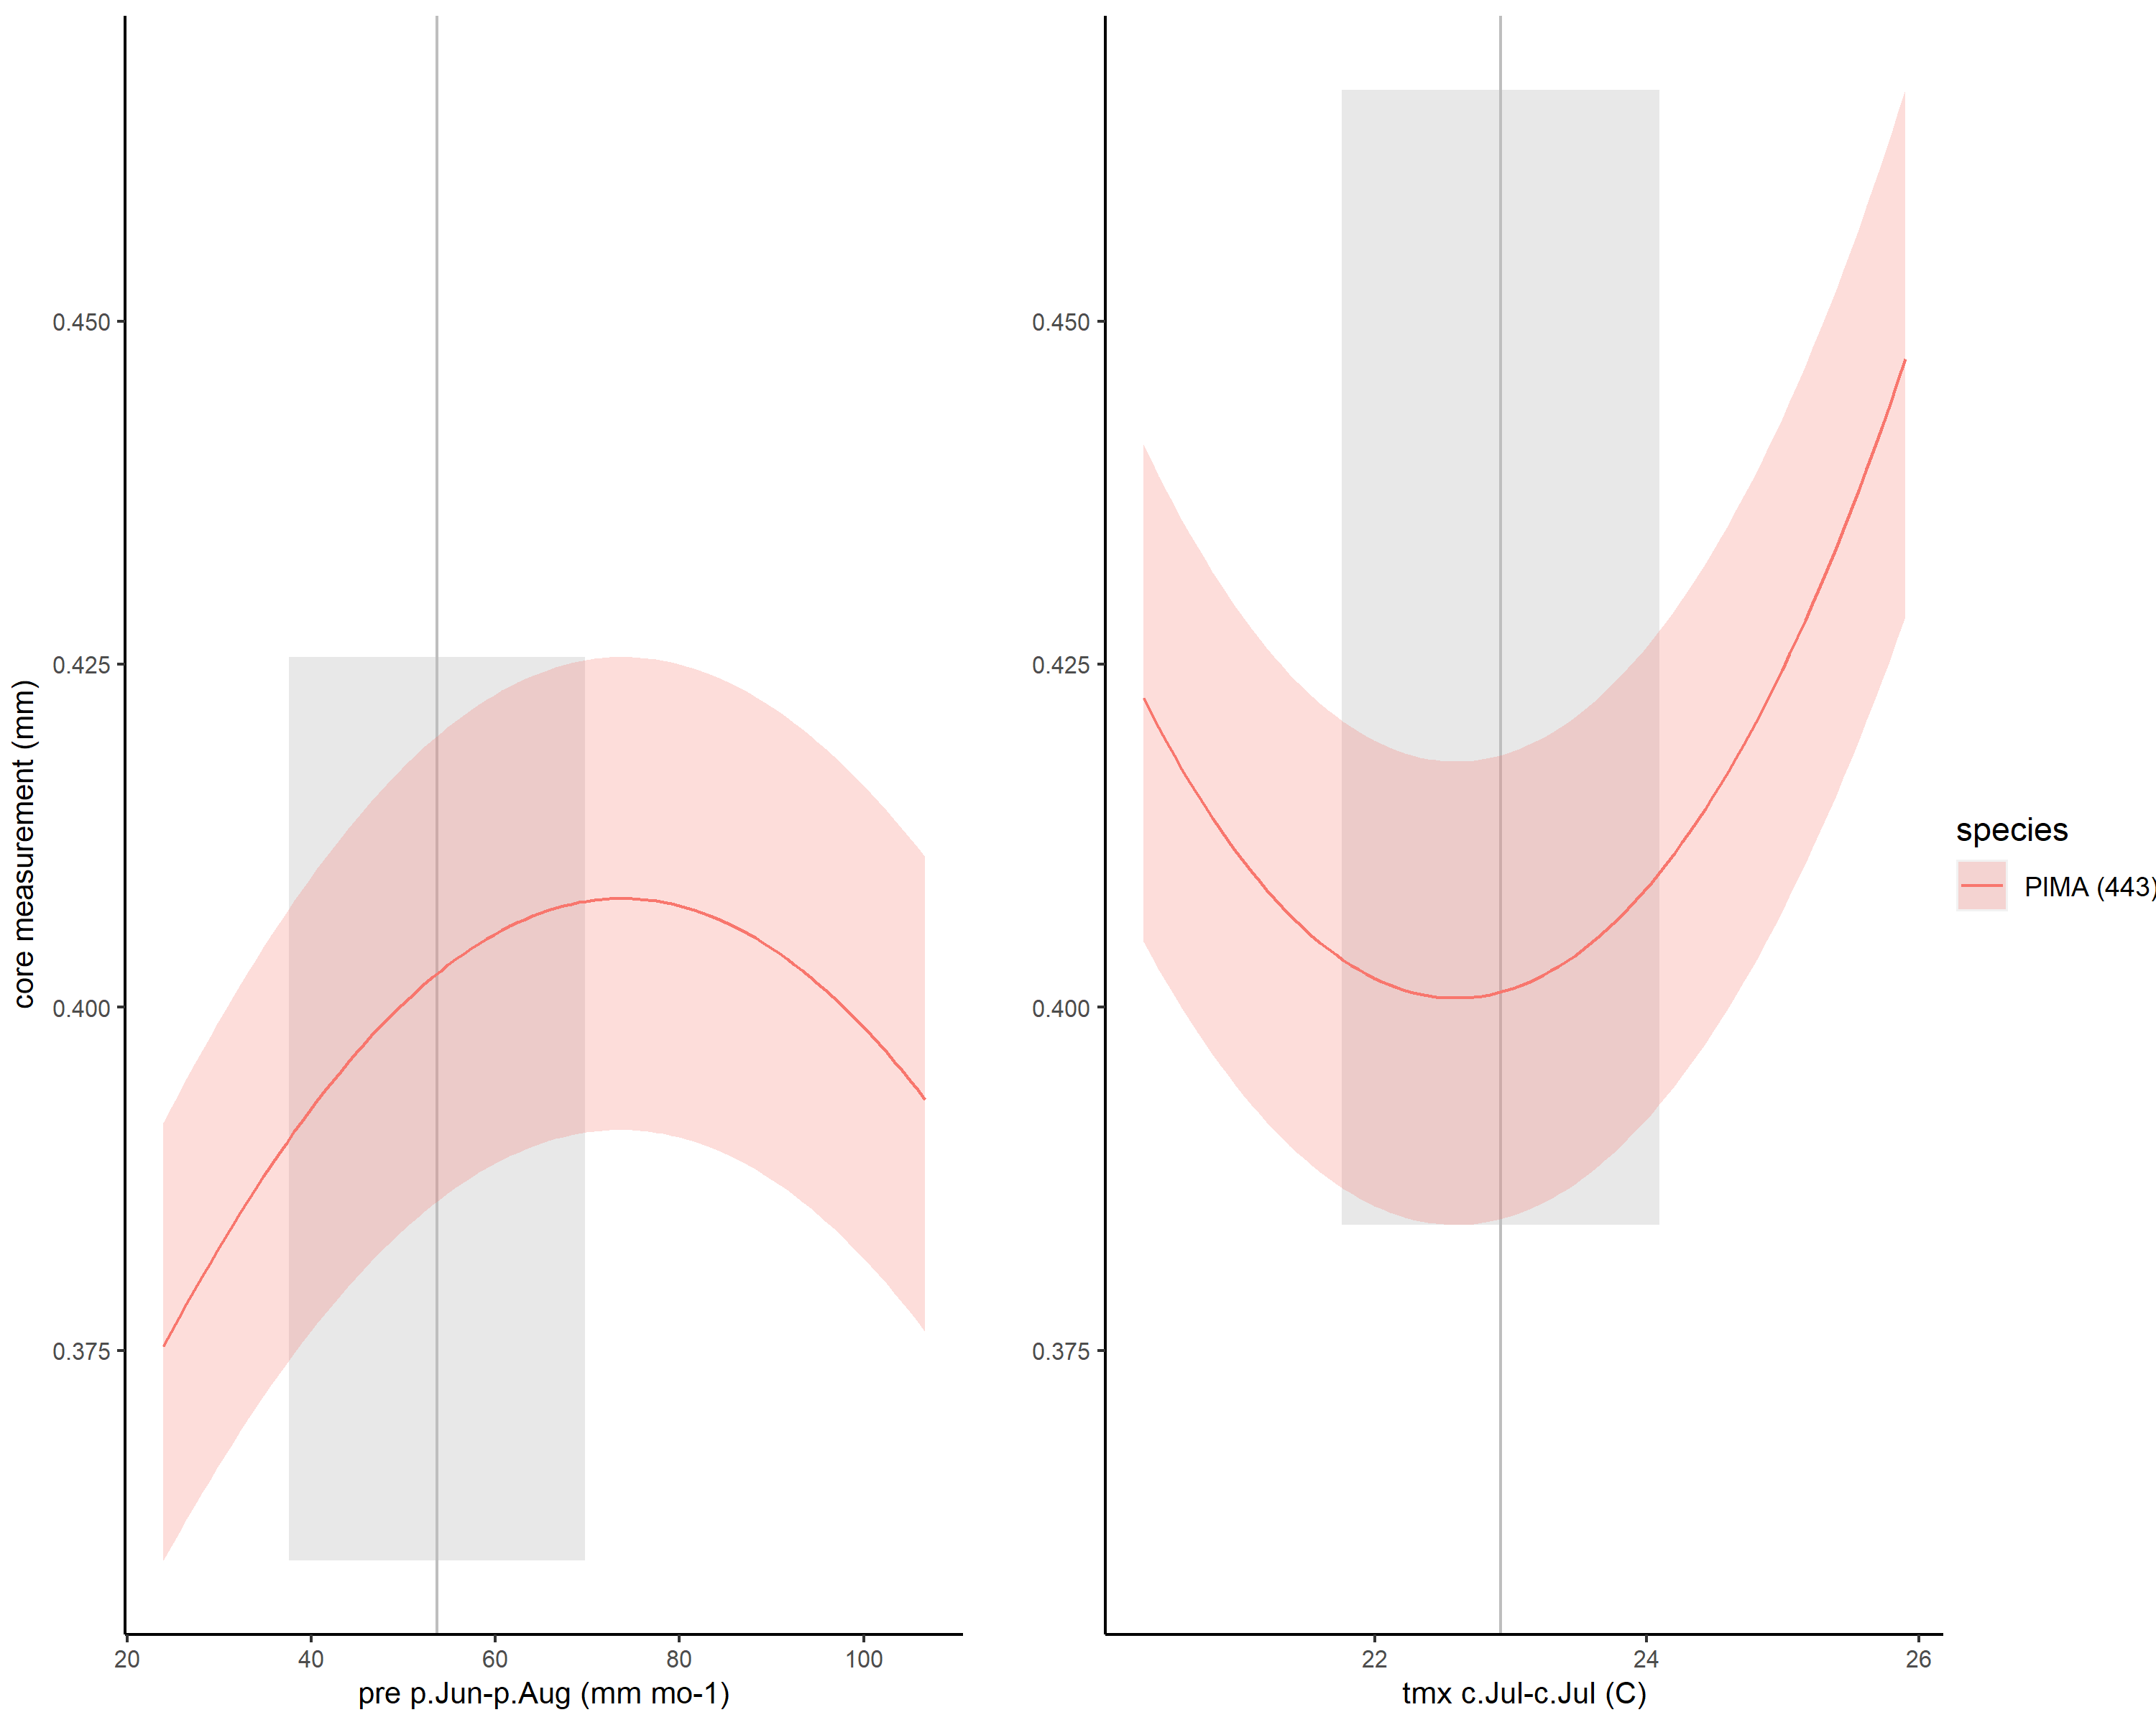 core measurement (mm)
0.450
0.425
0.400
0.375
20 40 60 80 100
pre p.Jun-p.Aug (mm mo-1)
0.450
0.425
0.400
0.375
22 24 26
tmx c.Jul-c.Jul (C)
species
PIMA (443)